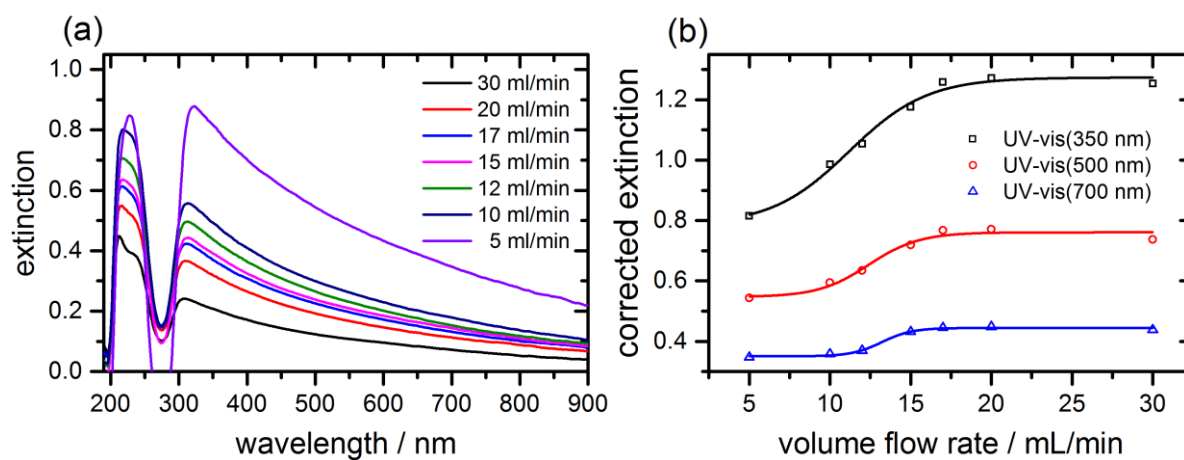 (a)
1.0
0.8
0.6
0.4
0.2
0.0
extinction
200 300 400 500 600 700 800 900
wavelength / nm
30 ml/min
20 ml/min
17 ml/min
15 ml/min
12 ml/min
10 ml/min
5 ml/min
(b)
1.2
1.0
0.8
0.6
0.4
corrected extinction
5 10 15 20 25 30
volume flow rate / mL/min
UV-vis(350 nm)
UV-vis(500 nm)
UV-vis(700 nm)